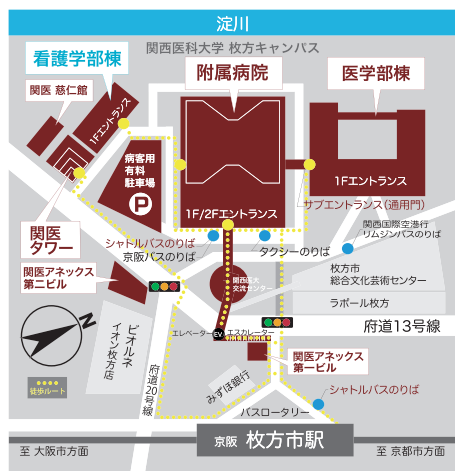 淀川
関西医科大学 枚方キャンパス
看護学部棟
附属病院
医学部棟
関医 慈仁館
1Fエントランス
病客用
有料
駐車場
P
1Fエントランス
サブエントランス(通用門)
関医
タワー
1F/2Fエントランス
シャトルバスのりば
京阪バスのりば
タクシーのりば
関西国際空港行
リムジンバスのりば
関医アネックス
第二ビル
関西医大
交流センター
枚方市
総合文化芸術センター
ラポール枚方
N
エレベーター
EV
エスカレーター
府道13号線
ビオルネ
イオン枚方店
府道20号線
関医アネックス
第一ビル
徒歩ルート
みずほ銀行
シャトルバスのりば
バスロータリー
至 大阪市方面
京阪 枚方市駅
至 京都市方面